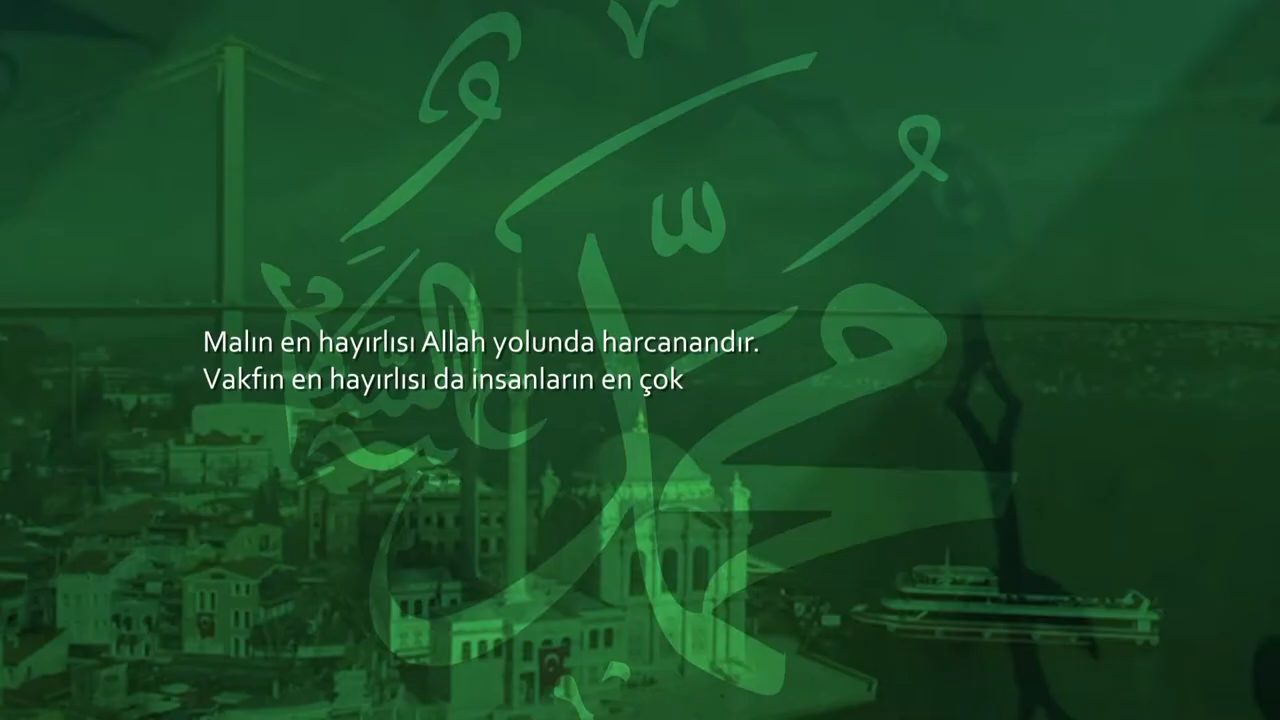 Malın en hayırlısı Allah yolunda harcanandır.
Vakfın en hayırlısı da insanların en çok